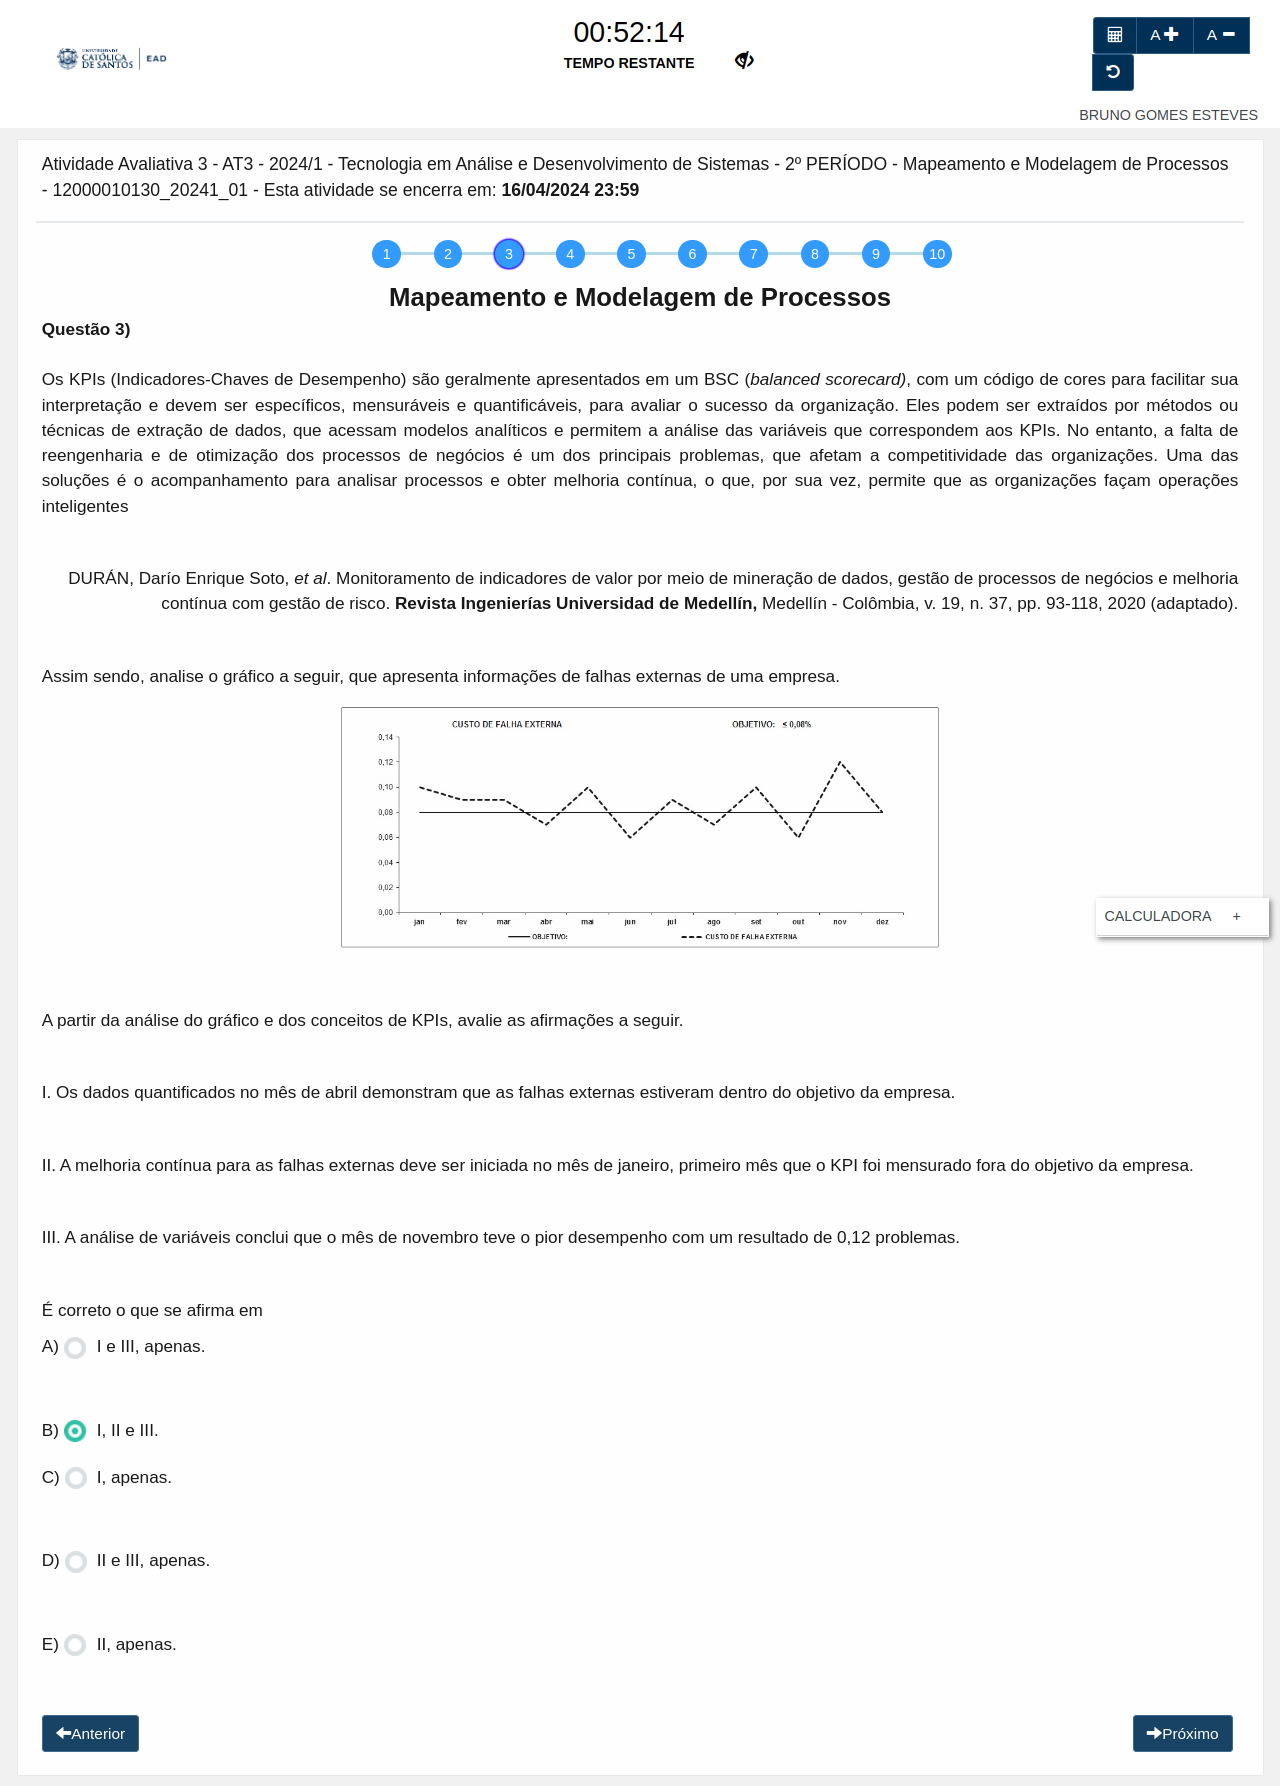 00:52:14
TEMPO RESTANTE
UNIVERSIDADE
CATÓLICA
DE SANTOS
EAD
A
A
BRUNO GOMES ESTEVES
Atividade Avaliativa 3 - AT3 - 2024/1 - Tecnologia em Análise e Desenvolvimento de Sistemas - 2º PERÍODO - Mapeamento e Modelagem de Processos
- 12000010130_20241_01 - Esta atividade se encerra em: 16/04/2024 23:59
1 2 3 4 5 6 7 8 9 10
Mapeamento e Modelagem de Processos
Questão 3)
Os KPIs (Indicadores-Chaves de Desempenho) são geralmente apresentados em um BSC (balanced scorecard), com um código de cores para facilitar sua
interpretação e devem ser específicos, mensuráveis e quantificáveis, para avaliar o sucesso da organização. Eles podem ser extraídos por métodos ou
técnicas de extração de dados, que acessam modelos analíticos e permitem a análise das variáveis que correspondem aos KPIs. No entanto, a falta de
reengenharia e de otimização dos processos de negócios é um dos principais problemas, que afetam a competitividade das organizações. Uma das
soluções é o acompanhamento para analisar processos e obter melhoria contínua, o que, por sua vez, permite que as organizações façam operações
inteligentes
DURÁN, Darío Enrique Soto, et al. Monitoramento de indicadores de valor por meio de mineração de dados, gestão de processos de negócios e melhoria
contínua com gestão de risco. Revista Ingenierías Universidad de Medellín, Medellín - Colômbia, v. 19, n. 37, pp. 93-118, 2020 (adaptado).
Assim sendo, analise o gráfico a seguir, que apresenta informações de falhas externas de uma empresa.
CUSTO DE FALHA EXTERNA OBJETIVO: ≤ 0,08%
0,14
0,12
0,10
0,08
0,06
0,04
0,02
0,00
jan fev mar abr mai jun jul ago set out nov dez
OBJETIVO: CUSTO DE FALHA EXTERNA
CALCULADORA +
A partir da análise do gráfico e dos conceitos de KPIs, avalie as afirmações a seguir.
I. Os dados quantificados no mês de abril demonstram que as falhas externas estiveram dentro do objetivo da empresa.
II. A melhoria contínua para as falhas externas deve ser iniciada no mês de janeiro, primeiro mês que o KPI foi mensurado fora do objetivo da empresa.
III. A análise de variáveis conclui que o mês de novembro teve o pior desempenho com um resultado de 0,12 problemas.
É correto o que se afirma em
A) I e III, apenas.
B) I, II e III.
C) I, apenas.
D) II e III, apenas.
E) II, apenas.
Anterior
Próximo